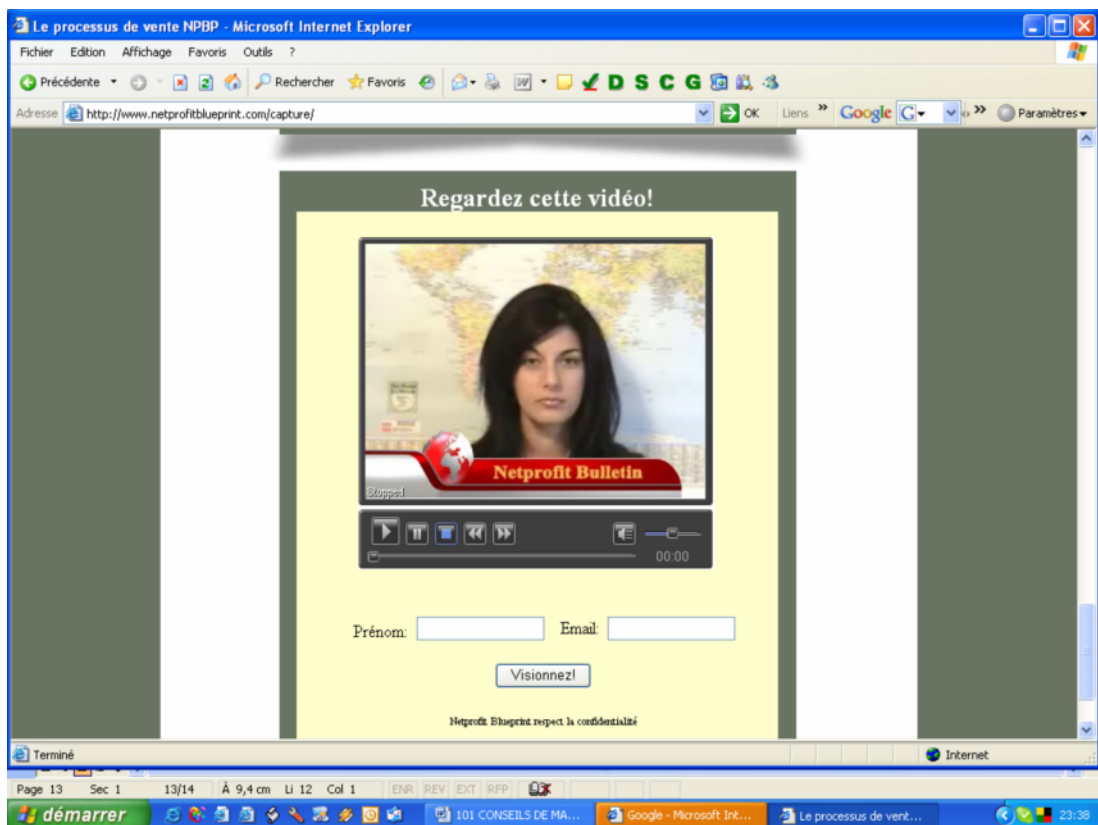 Le processus de vente NPBP - Microsoft Internet Explorer
Fichier Edition Affichage Favoris Outils ?
Précédente Rechercher Favoris W D S C G
Adresse http://www.netprofitblueprint.com/capture/ OK Liens » Google G » Paramètres
Regardez cette vidéo!
Netprofit Bulletin
Stopped
00:00
Prénom: Email:
Visionnez!
Netprofit Blueprint respect la confidentialité
Terminé Internet
Page 13 Sec 1 13/14 À 9,4 cm Li 12 Col 1 ENR REV EXT RFP
démarrer 101 CONSEILS DE MA... Google - Microsoft Int... Le processus de vent... 23:38